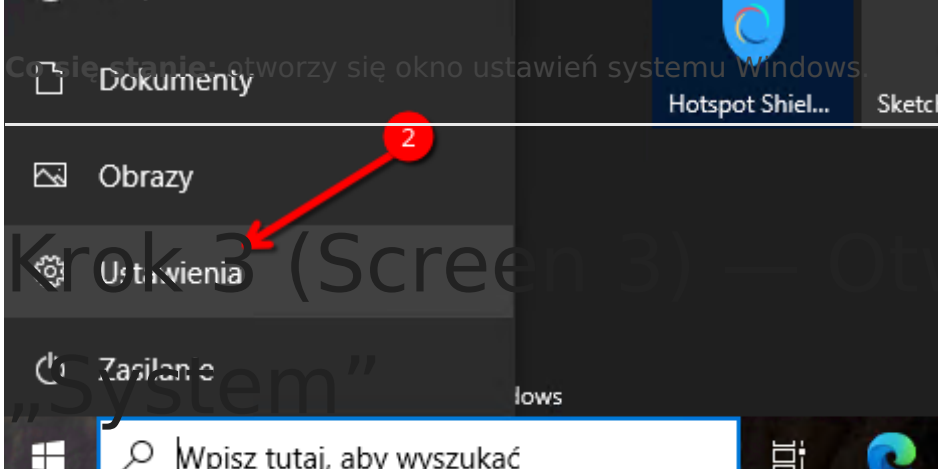 Co się stanie: otworzy się okno ustawień systemu Windows.
Dokumenty
Hotspot Shiel...
Sketc
2
Obrazy
Krok 3 (Screen 3) — Otw
Ustawienia
Zasilanie
„System”
dows
Wpisz tutaj, aby wyszukać